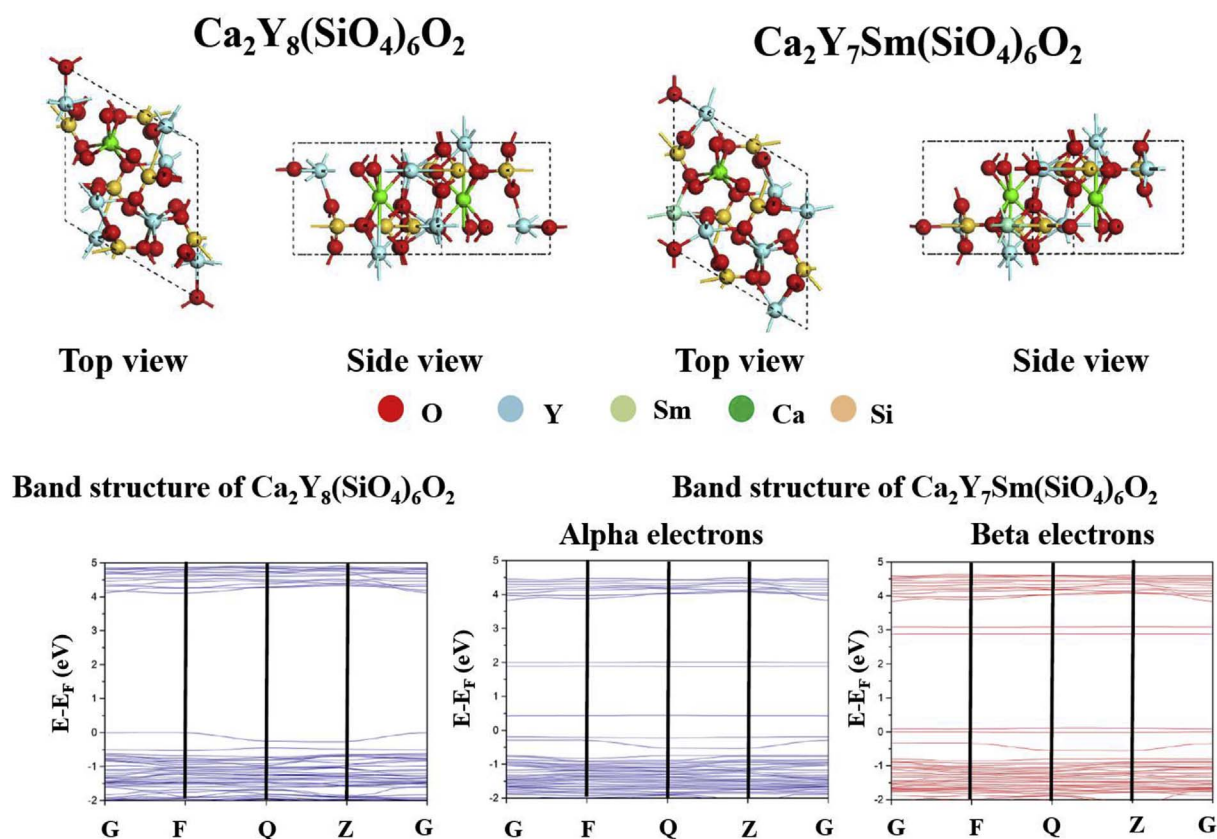 Ca₂Y₈(SiO₄)₆O₂
Ca₂Y₇Sm(SiO₄)₆O₂
Top view
Side view
Top view
Side view
O
Y
Sm
Ca
Si
Band structure of Ca₂Y₈(SiO₄)₆O₂
Band structure of Ca₂Y₇Sm(SiO₄)₆O₂
Alpha electrons
Beta electrons
E-E_F (eV)
5
4
3
2
1
0
-1
-2
G F Q Z G
E-E_F (eV)
5
4
3
2
1
0
-1
-2
G F Q Z G
E-E_F (eV)
5
4
3
2
1
0
-1
-2
G F Q Z G